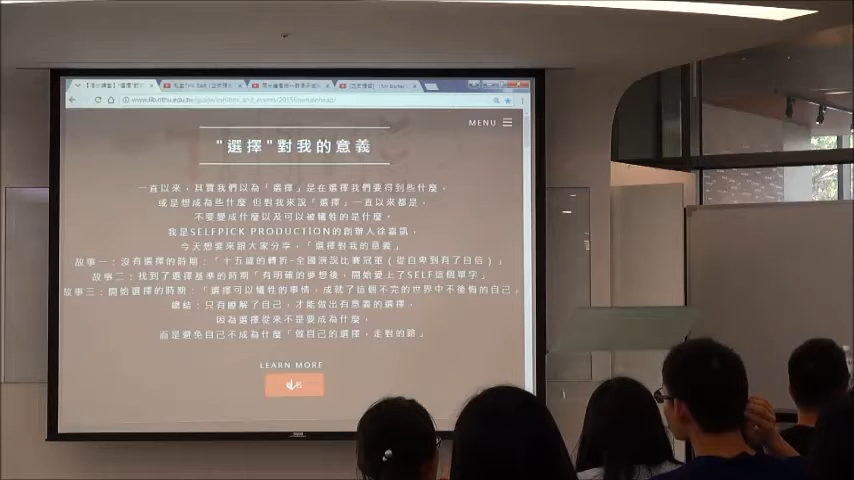 www.lib.nthu.edu.tw/guide/exhibits_and_events/2015fountainhead/
MENU
"選擇"對我的意義
一直以來，其實我們以為「選擇」是在選擇我們要得到些什麼，
或是想成為些什麼 但對我來說「選擇」一直以來都是，
不要變成什麼以及可以被犧牲的是什麼。
我是SELFPICK PRODUCTION的創辦人徐嘉凱，
今天想要來跟大家分享，「選擇對我的意義」
故事一：沒有選擇的時期：「十五歲的轉折-全國演說比賽冠軍（從自卑到有了自信）」
故事二：找到了選擇基準的時期「有明確的夢想後，開始愛上了SELF這個單字」
故事三：開始選擇的時期：「選擇可以犧牲的事情，成就了這個不完的世界中不後悔的自己」
總結：只有瞭解了自己，才能做出有意義的選擇，
因為選擇從來不是要成為什麼，
而是避免自己不成為什麼「做自己的選擇，走對的路」
LEARN MORE